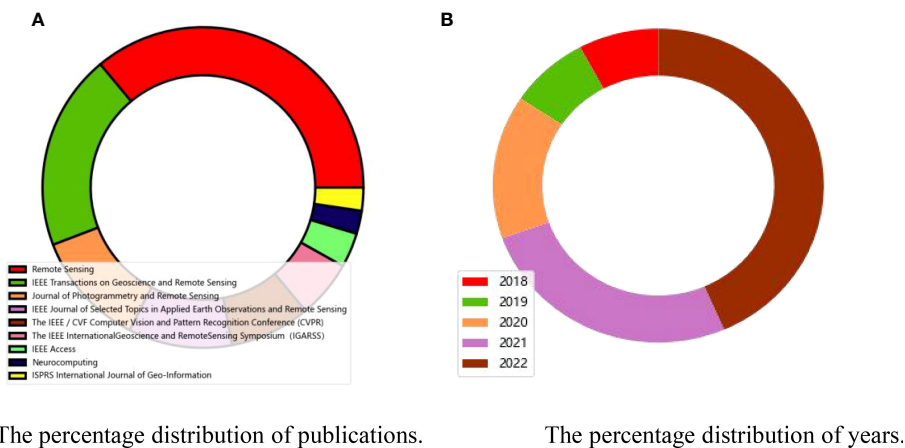 A
B
Remote Sensing
IEEE Transactions on Geoscience and Remote Sensing
Journal of Photogrammetry and Remote Sensing
IEEE Journal of Selected Topics in Applied Earth Observations and Remote Sensing
The IEEE / CVF Computer Vision and Pattern Recognition Conference (CVPR)
The IEEE InternationalGeoscience and RemoteSensing Symposium (IGARSS)
IEEE Access
Neurocomputing
ISPRS International Journal of Geo-Information
2018
2019
2020
2021
2022
The percentage distribution of publications.
The percentage distribution of years.